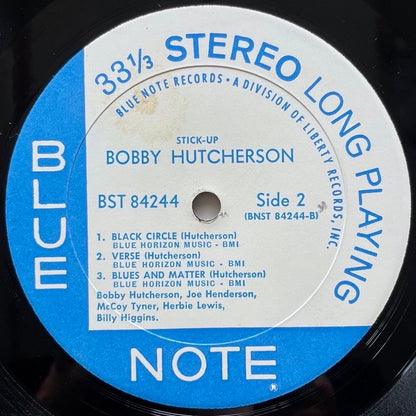 33⅓ STEREO LONG PLAYING
BLUE NOTE RECORDS • A DIVISION OF LIBERTY RECORDS, INC.
STICK-UP
BOBBY HUTCHERSON
BST 84244
Side 2
(BNST 84244-B)
1. BLACK CIRCLE (Hutcherson)
BLUE HORIZON MUSIC - BMI
2. VERSE (Hutcherson)
BLUE HORIZON MUSIC - BMI
3. BLUES AND MATTER (Hutcherson)
BLUE HORIZON MUSIC - BMI
Bobby Hutcherson, Joe Henderson,
McCoy Tyner, Herbie Lewis,
Billy Higgins.
BLUE
NOTE ®